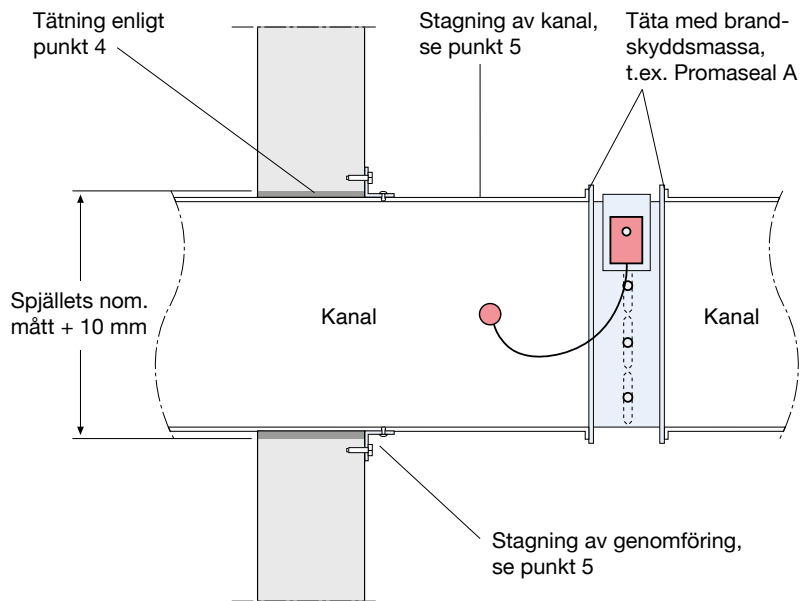 Tätning enligt
punkt 4
Stagning av kanal,
se punkt 5
Täta med brand-
skyddsmassa,
t.ex. Promaseal A
Spjällets nom.
mått + 10 mm
Kanal
Kanal
Stagning av genomföring,
se punkt 5